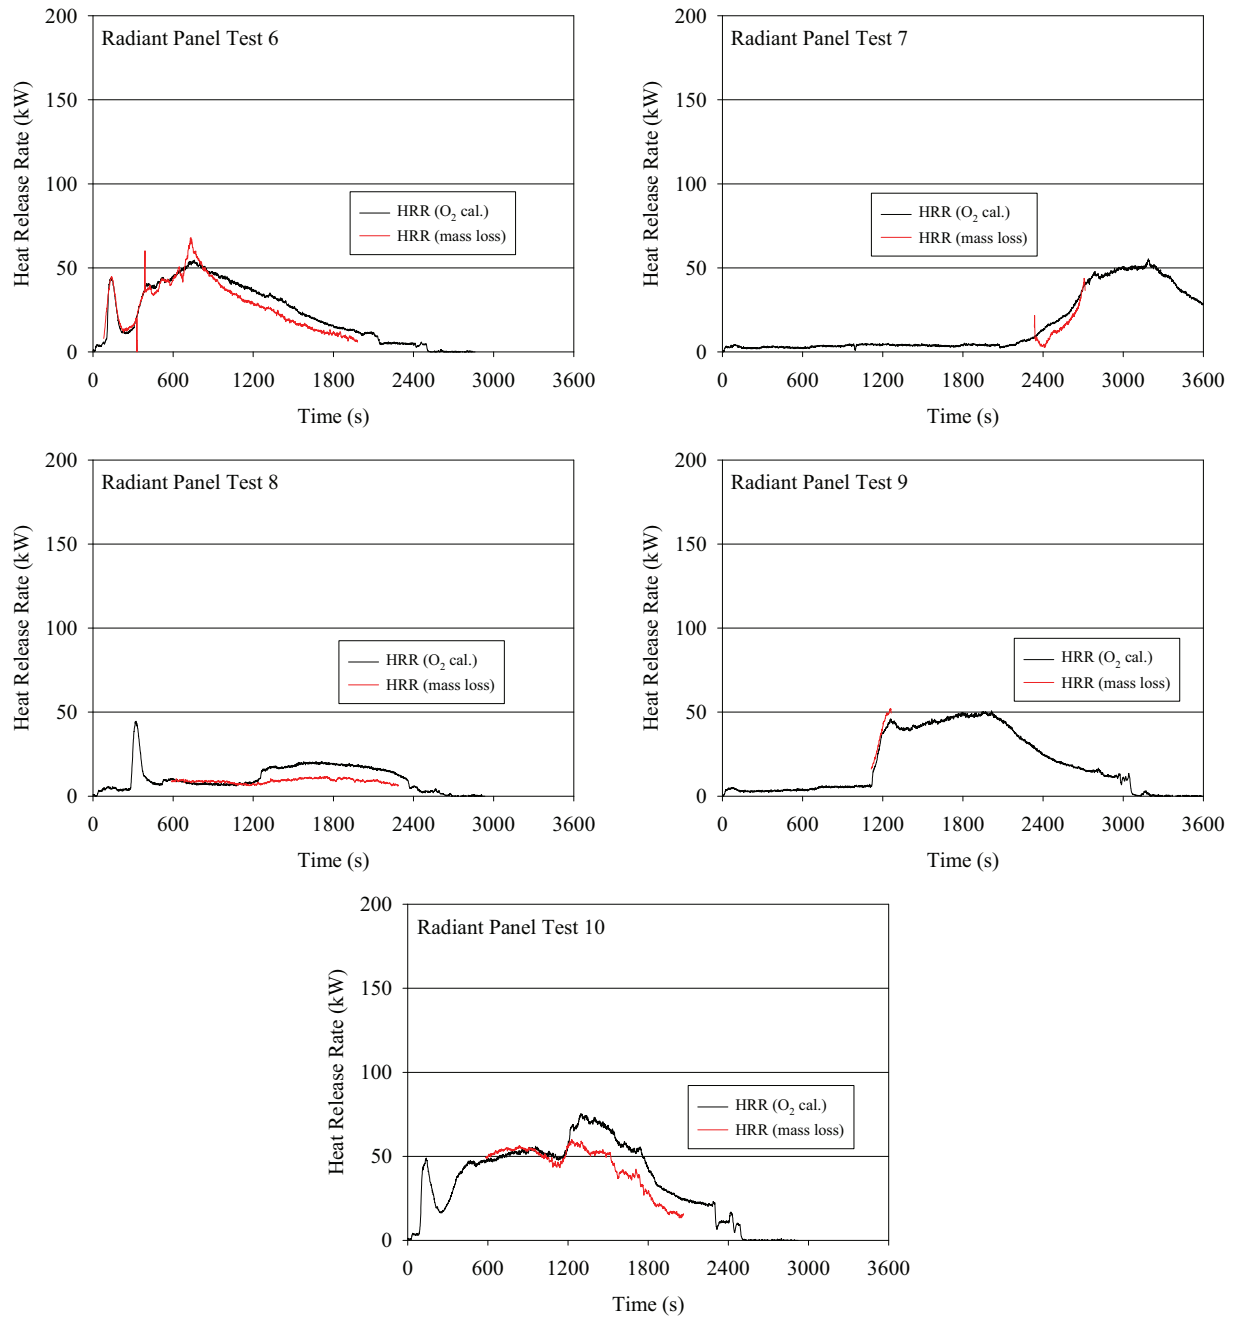 Radiant Panel Test 6
Heat Release Rate (kW)
200
150
100
50
0
HRR (O₂ cal.)
HRR (mass loss)
0 600 1200 1800 2400 3000 3600
Time (s)
Radiant Panel Test 7
Heat Release Rate (kW)
200
150
100
50
0
HRR (O₂ cal.)
HRR (mass loss)
0 600 1200 1800 2400 3000 3600
Time (s)
Radiant Panel Test 8
Heat Release Rate (kW)
200
150
100
50
0
HRR (O₂ cal.)
HRR (mass loss)
0 600 1200 1800 2400 3000 3600
Time (s)
Radiant Panel Test 9
Heat Release Rate (kW)
200
150
100
50
0
HRR (O₂ cal.)
HRR (mass loss)
0 600 1200 1800 2400 3000 3600
Time (s)
Radiant Panel Test 10
Heat Release Rate (kW)
200
150
100
50
0
HRR (O₂ cal.)
HRR (mass loss)
0 600 1200 1800 2400 3000 3600
Time (s)